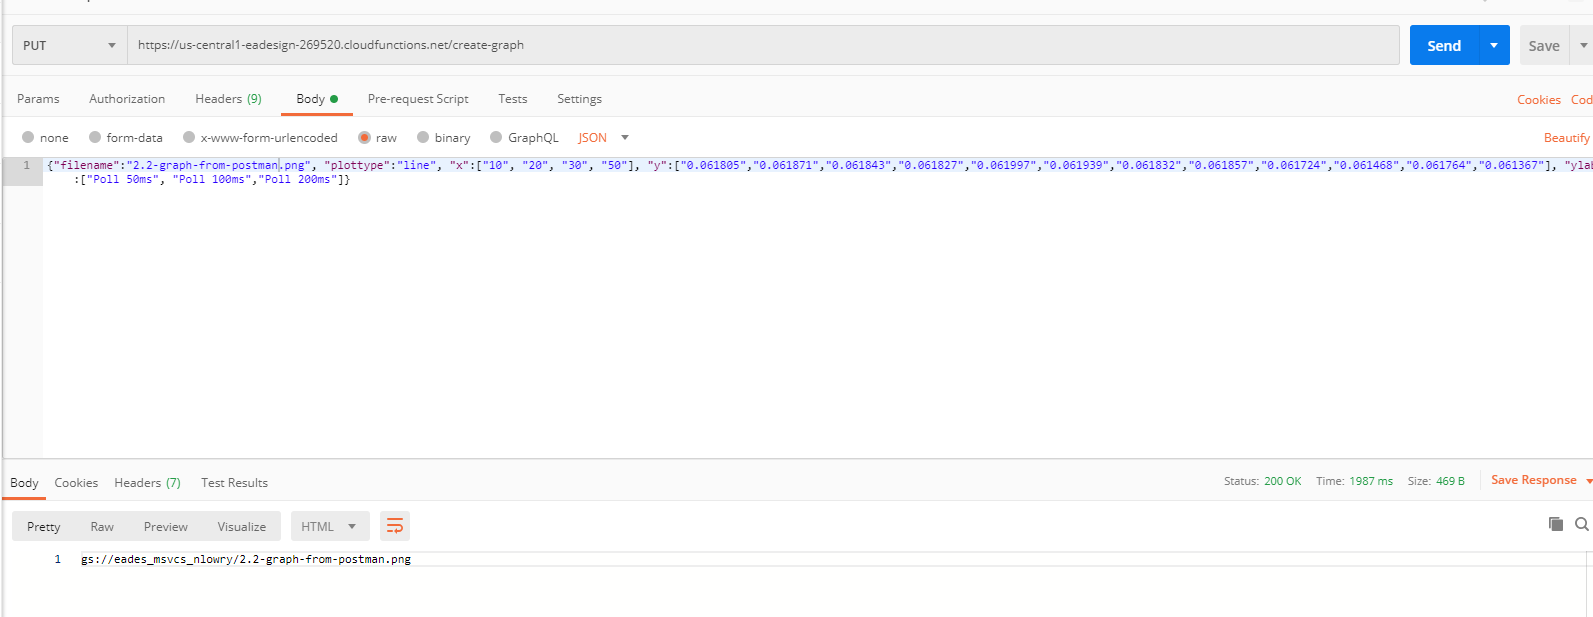 PUT https://us-central1-eadesign-269520.cloudfunctions.net/create-graph Send Save
Params Authorization Headers (9) Body Pre-request Script Tests Settings Cookies Cod
none form-data x-www-form-urlencoded raw binary GraphQL JSON Beautify
1 {"filename":"2.2-graph-from-postman.png", "plottype":"line", "x":["10", "20", "30", "50"], "y":["0.061805","0.061871","0.061843","0.061827","0.061997","0.061939","0.061832","0.061857","0.061724","0.061468","0.061764","0.061367"], "ylab
:["Poll 50ms", "Poll 100ms","Poll 200ms"]}
Body Cookies Headers (7) Test Results Status: 200 OK Time: 1987 ms Size: 469 B Save Response
Pretty Raw Preview Visualize HTML
1 gs://eades_msvcs_nlowry/2.2-graph-from-postman.png